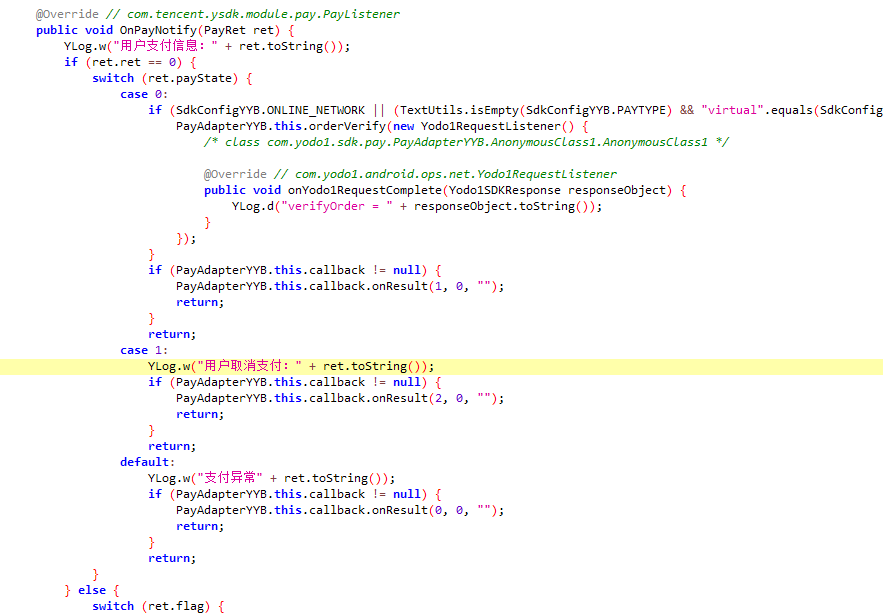 @Override // com.tencent.ysdk.module.pay.PayListener
public void OnPayNotify(PayRet ret) {
YLog.w("用户支付信息：" + ret.toString());
if (ret.ret == 0) {
switch (ret.payState) {
case 0:
if (SdkConfigYYB.ONLINE_NETWORK || (TextUtils.isEmpty(SdkConfigYYB.PAYTYPE) && "virtual".equals(SdkConfig
PayAdapterYYB.this.orderVerify(new Yodo1RequestListener() {
/* class com.yodo1.sdk.pay.PayAdapterYYB.AnonymousClass1.AnonymousClass1 */
@Override // com.yodo1.android.ops.net.Yodo1RequestListener
public void onYodo1RequestComplete(Yodo1SDKResponse responseObject) {
YLog.d("verifyOrder = " + responseObject.toString());
}
});
}
if (PayAdapterYYB.this.callback != null) {
PayAdapterYYB.this.callback.onResult(1, 0, "");
return;
}
return;
case 1:
YLog.w("用户取消支付：" + ret.toString());
if (PayAdapterYYB.this.callback != null) {
PayAdapterYYB.this.callback.onResult(2, 0, "");
return;
}
return;
default:
YLog.w("支付异常" + ret.toString());
if (PayAdapterYYB.this.callback != null) {
PayAdapterYYB.this.callback.onResult(0, 0, "");
return;
}
return;
}
} else {
switch (ret.flag) {